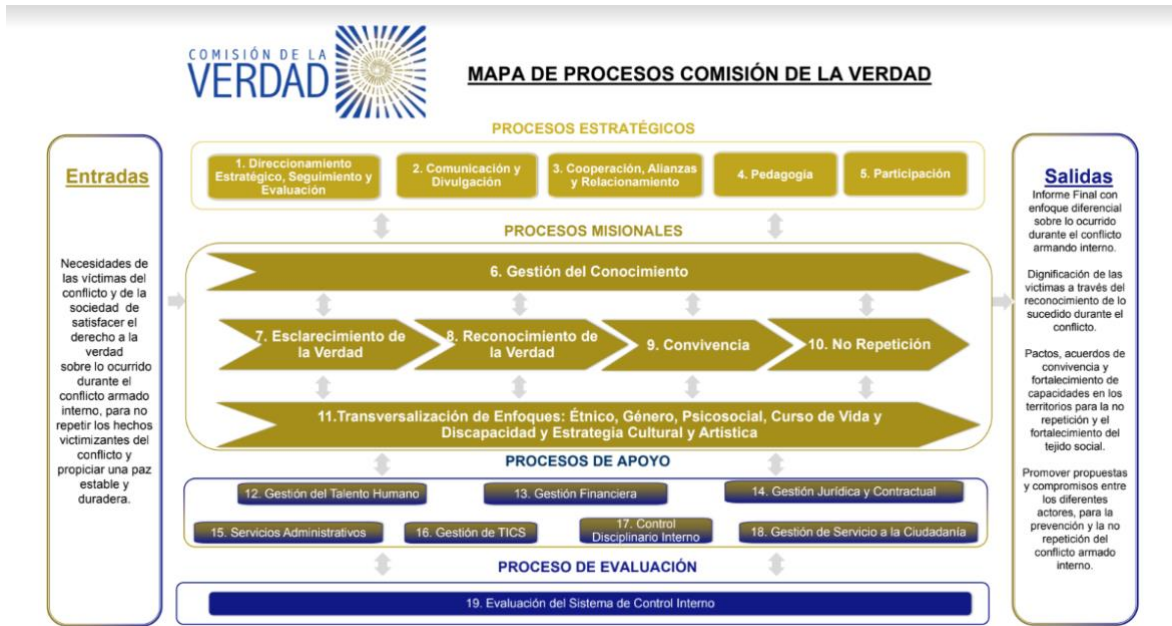 COMISIÓN DE LA
VERDAD
MAPA DE PROCESOS COMISIÓN DE LA VERDAD
Entradas
Necesidades de
las víctimas del
conflicto y de la
sociedad de
satisfacer el
derecho a la
verdad
sobre lo ocurrido
durante el
conflicto armado
interno, para no
repetir los hechos
victimizantes del
conflicto y
propiciar una paz
estable y
duradera.
PROCESOS ESTRATÉGICOS
1. Direccionamiento
Estratégico, Seguimiento y
Evaluación
2. Comunicación y
Divulgación
3. Cooperación, Alianzas
y Relacionamiento
4. Pedagogía
5. Participación
PROCESOS MISIONALES
6. Gestión del Conocimiento
7. Esclarecimiento de
la Verdad
8. Reconocimiento de
la Verdad
9. Convivencia
10. No Repetición
11.Transversalización de Enfoques: Étnico, Género, Psicosocial, Curso de Vida y
Discapacidad y Estrategia Cultural y Artística
PROCESOS DE APOYO
12. Gestión del Talento Humano
13. Gestión Financiera
14. Gestión Jurídica y Contractual
15. Servicios Administrativos
16. Gestión de TICS
17. Control
Disciplinario Interno
18. Gestión de Servicio a la Ciudadanía
PROCESO DE EVALUACIÓN
19. Evaluación del Sistema de Control Interno
Salidas
Informe Final con
enfoque diferencial
sobre lo ocurrido
durante el conflicto
armando interno.
Dignificación de las
victimas a través del
reconocimiento de lo
sucedido durante el
conflicto.
Pactos, acuerdos de
convivencia y
fortalecimiento de
capacidades en los
territorios para la no
repetición y el
fortalecimiento del
tejido social.
Promover propuestas
y compromisos entre
los diferentes
actores, para la
prevención y la no
repetición del
conflicto armado
interno.